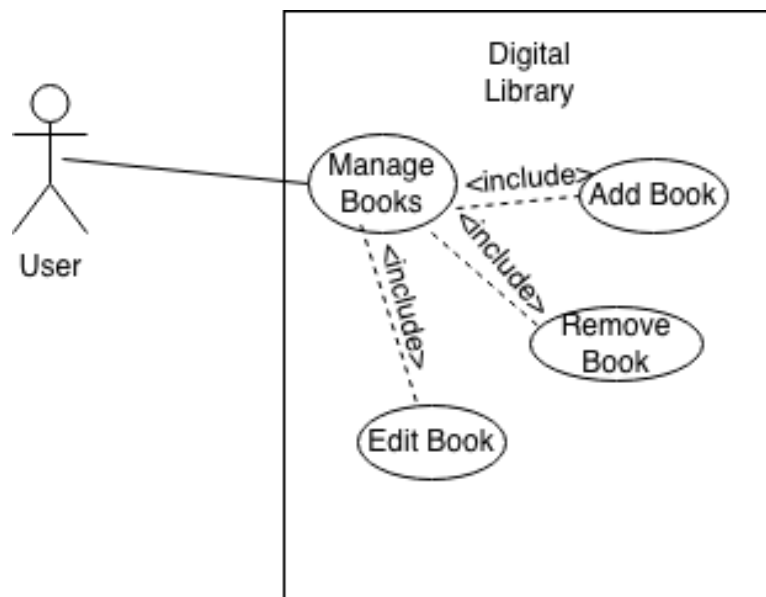 Digital
Library
Manage
Books
<include>
Add Book
<include>
User
<include>
Remove
Book
Edit Book